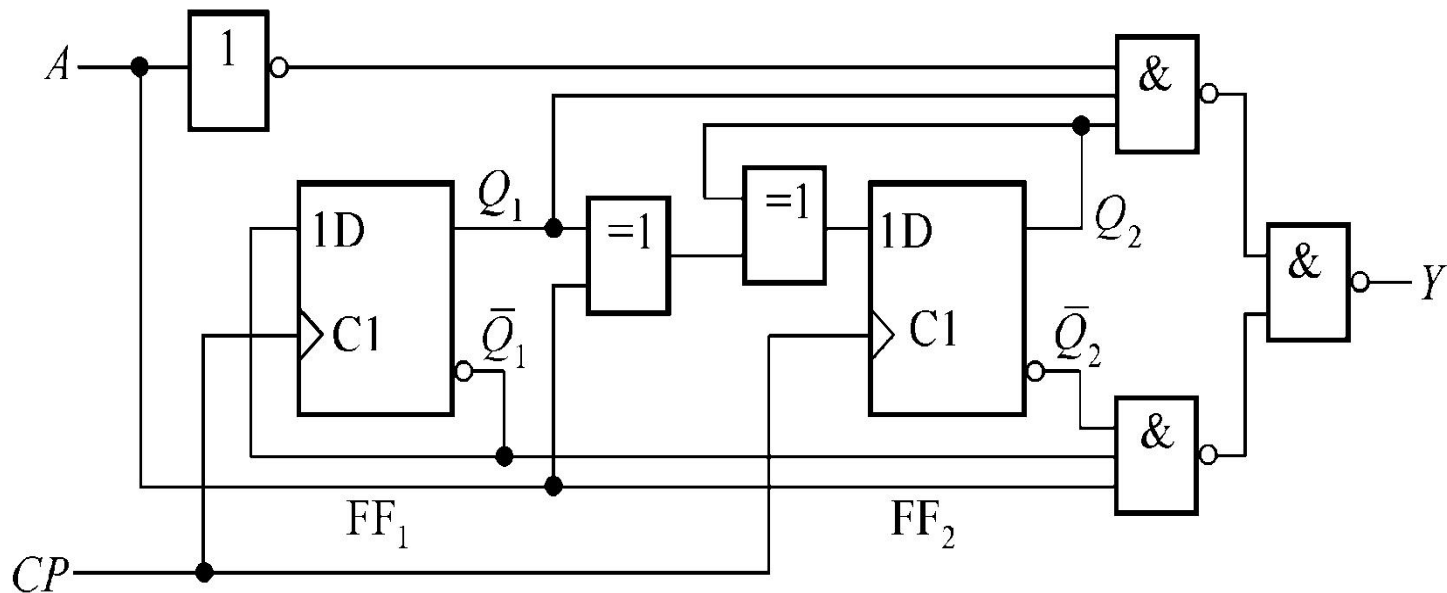 A
1
&
Q₁
=1
=1
1D
1D
Q₂
&
Y
C1
Q̅₁
C1
Q̅₂
&
FF₁
FF₂
CP